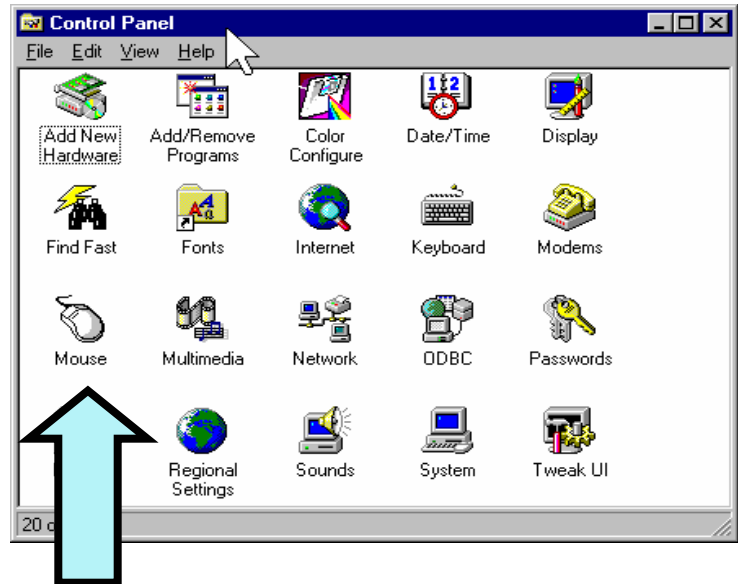 Control Panel
File Edit View Help
Add New Hardware
Add/Remove Programs
Color Configure
Date/Time
Display
Find Fast
Fonts
Internet
Keyboard
Modems
Mouse
Multimedia
Network
ODBC
Passwords
Regional Settings
Sounds
System
Tweak UI
20